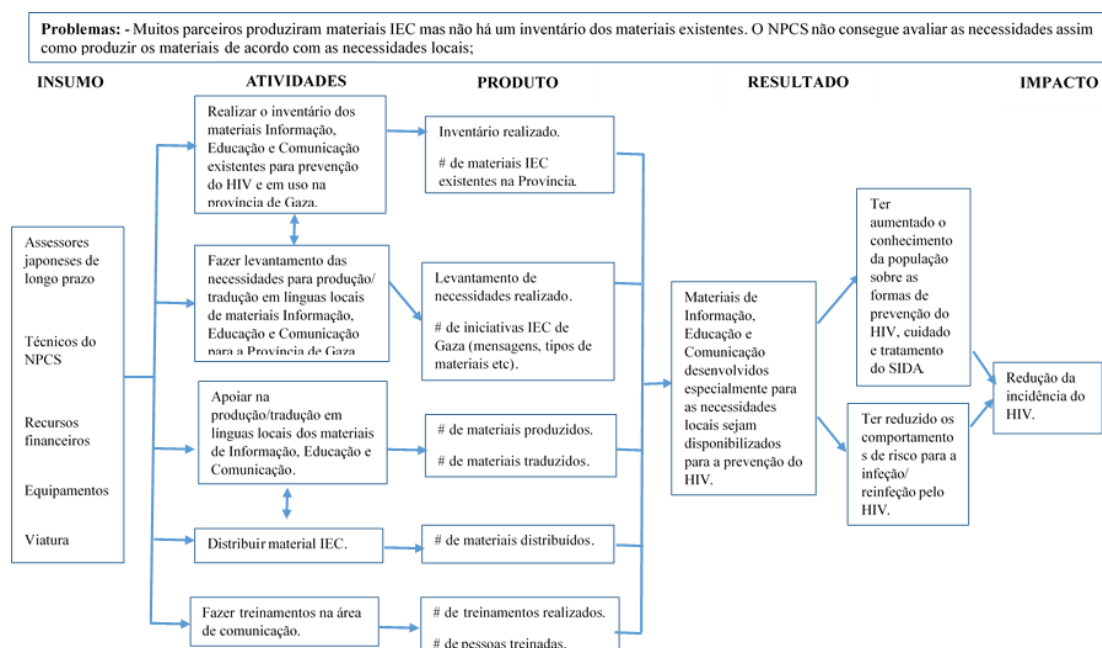 Problemas: - Muitos parceiros produziram materiais IEC mas não há um inventário dos materiais existentes. O NPCS não consegue avaliar as necessidades assim
como produzir os materiais de acordo com as necessidades locais;
INSUMO
ATIVIDADES
PRODUTO
RESULTADO
IMPACTO
Assessores
japoneses de
longo prazo
Técnicos do
NPCS
Recursos
financeiros
Equipamentos
Viatura
Realizar o inventário dos
materiais Informação,
Educação e Comunicação
existentes para prevenção
do HIV e em uso na
província de Gaza.
Fazer levantamento das
necessidades para produção/
tradução em línguas locais
de materiais Informação,
Educação e Comunicação
para a Província de Gaza
Apoiar na
produção/tradução em
línguas locais dos materiais
de Informação, Educação e
Comunicação.
Distribuir material IEC.
Fazer treinamentos na área
de comunicação.
Inventário realizado.
# de materiais IEC
existentes na Província.
Levantamento de
necessidades realizado.
# de iniciativas IEC de
Gaza (mensagens, tipos de
materiais etc).
# de materiais produzidos.
# de materiais traduzidos.
# de materiais distribuídos.
# de treinamentos realizados.
# de pessoas treinadas.
Materiais de
Informação,
Educação e
Comunicação
desenvolvidos
especialmente para
as necessidades
locais sejam
disponibilizados
para a prevenção do
HIV.
Ter
aumentado o
conhecimento
da população
sobre as
formas de
prevenção do
HIV, cuidado
e tratamento
do SIDA.
Ter reduzido os
comportamento
s de risco para a
infeção/
reinfeção pelo
HIV.
Redução da
incidência do
HIV.